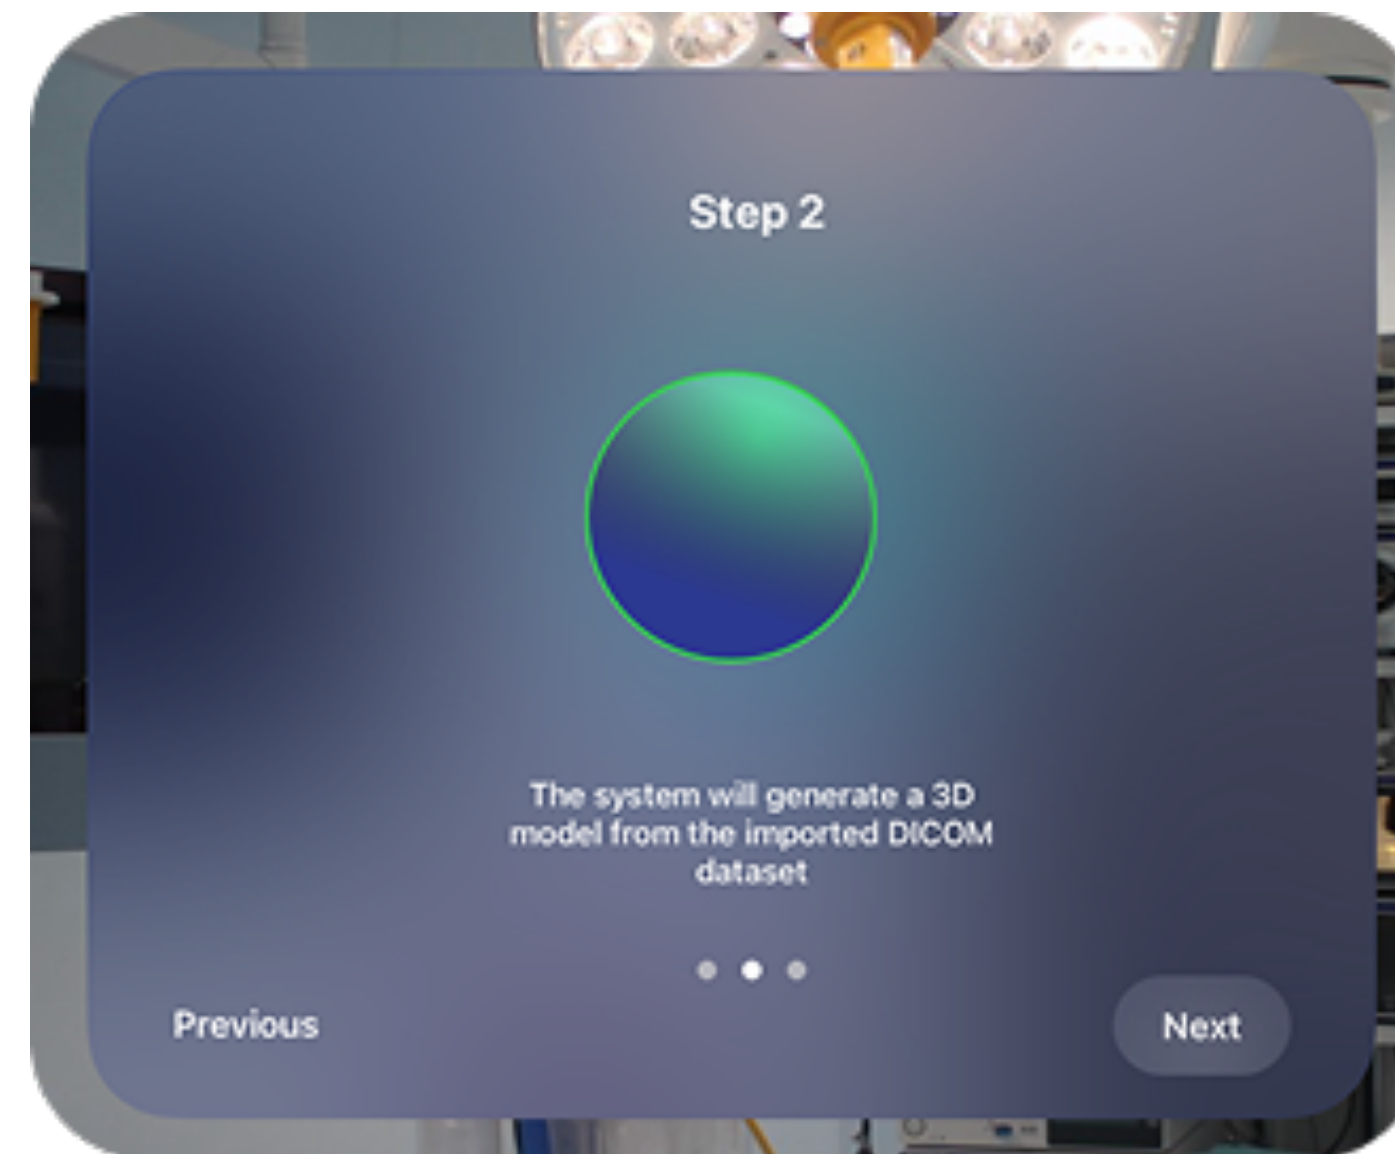 Step 2
The system will generate a 3D
model from the imported DICOM
dataset
Previous
Next